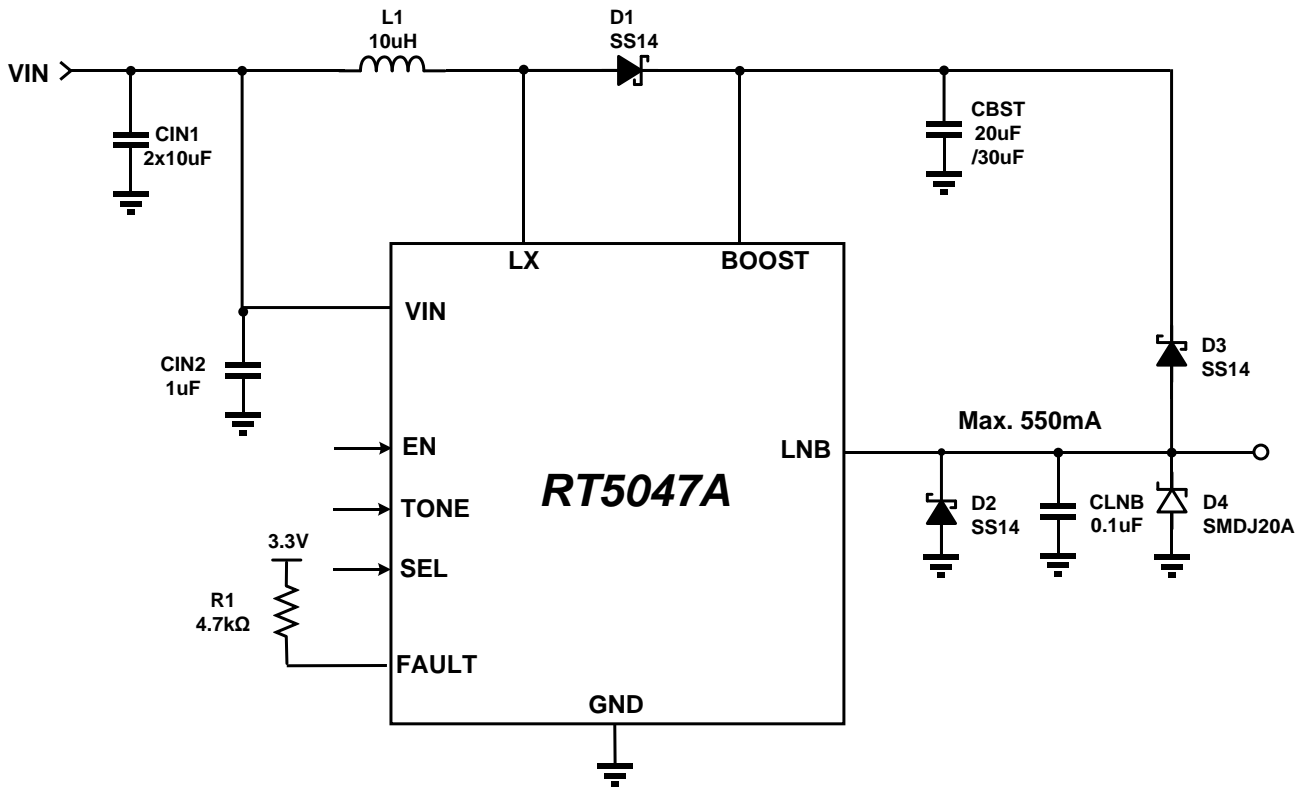 L1
10uH
D1
SS14
VIN
CIN1
2x10uF
CBST
20uF
/30uF
LX
BOOST
VIN
CIN2
1uF
D3
SS14
Max. 550mA
EN
LNB
RT5047A
TONE
D2
SS14
CLNB
0.1uF
D4
SMDJ20A
3.3V
SEL
R1
4.7kΩ
FAULT
GND